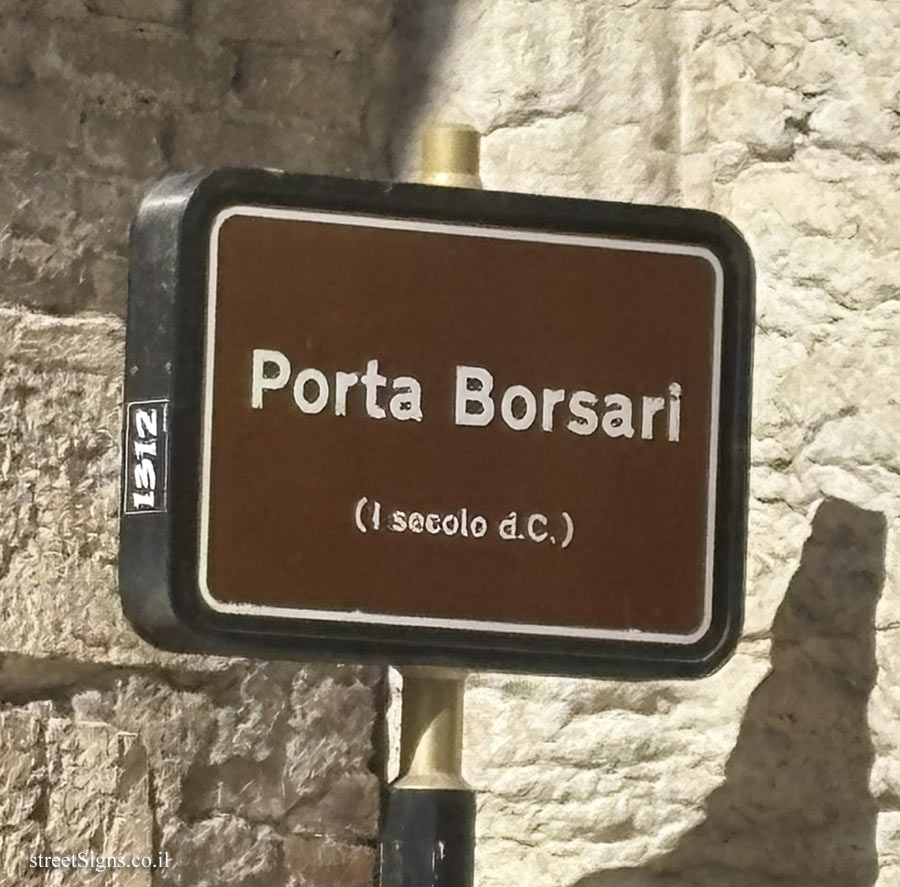 Porta Borsari
(I secolo d.C.)
1312
streetSigns.co.il